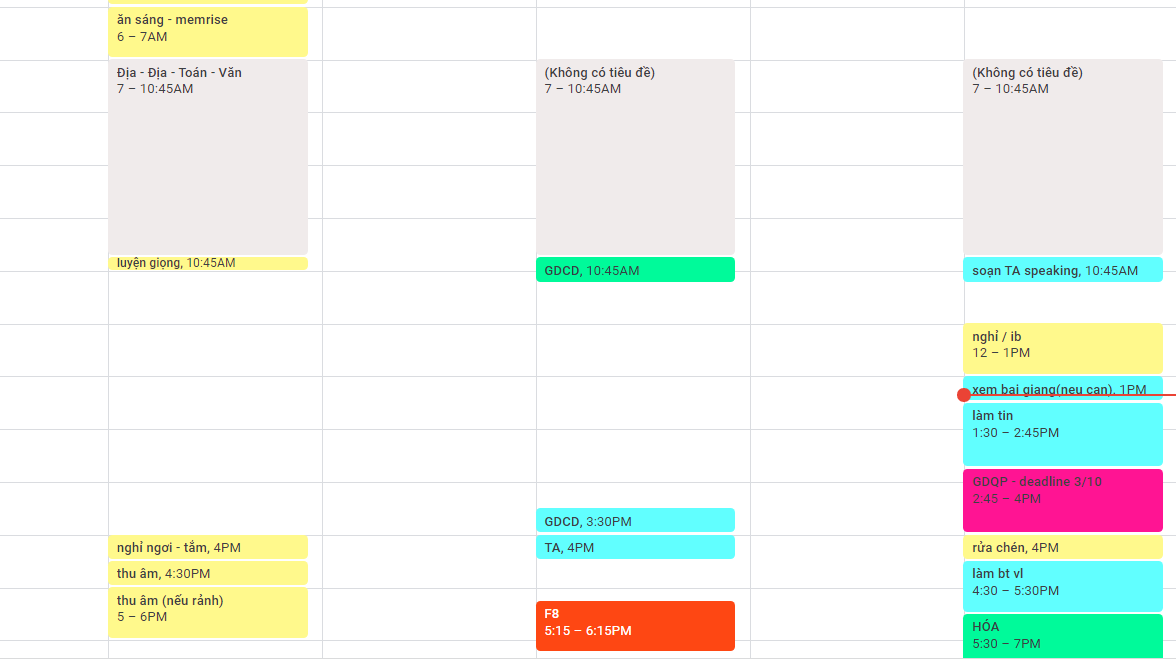 ăn sáng - memrise
6 – 7AM
Địa - Địa - Toán - Văn
7 – 10:45AM
luyện giọng, 10:45AM
nghỉ ngơi - tắm, 4PM
thu âm, 4:30PM
thu âm (nếu rảnh)
5 – 6PM
(Không có tiêu đề)
7 – 10:45AM
GDCD, 10:45AM
GDCD, 3:30PM
TA, 4PM
F8
5:15 – 6:15PM
(Không có tiêu đề)
7 – 10:45AM
soạn TA speaking, 10:45AM
nghỉ / ib
12 – 1PM
xem bai giang(neu can), 1PM
làm tin
1:30 – 2:45PM
GDQP - deadline 3/10
2:45 – 4PM
rửa chén, 4PM
làm bt vl
4:30 – 5:30PM
HÓA
5:30 – 7PM